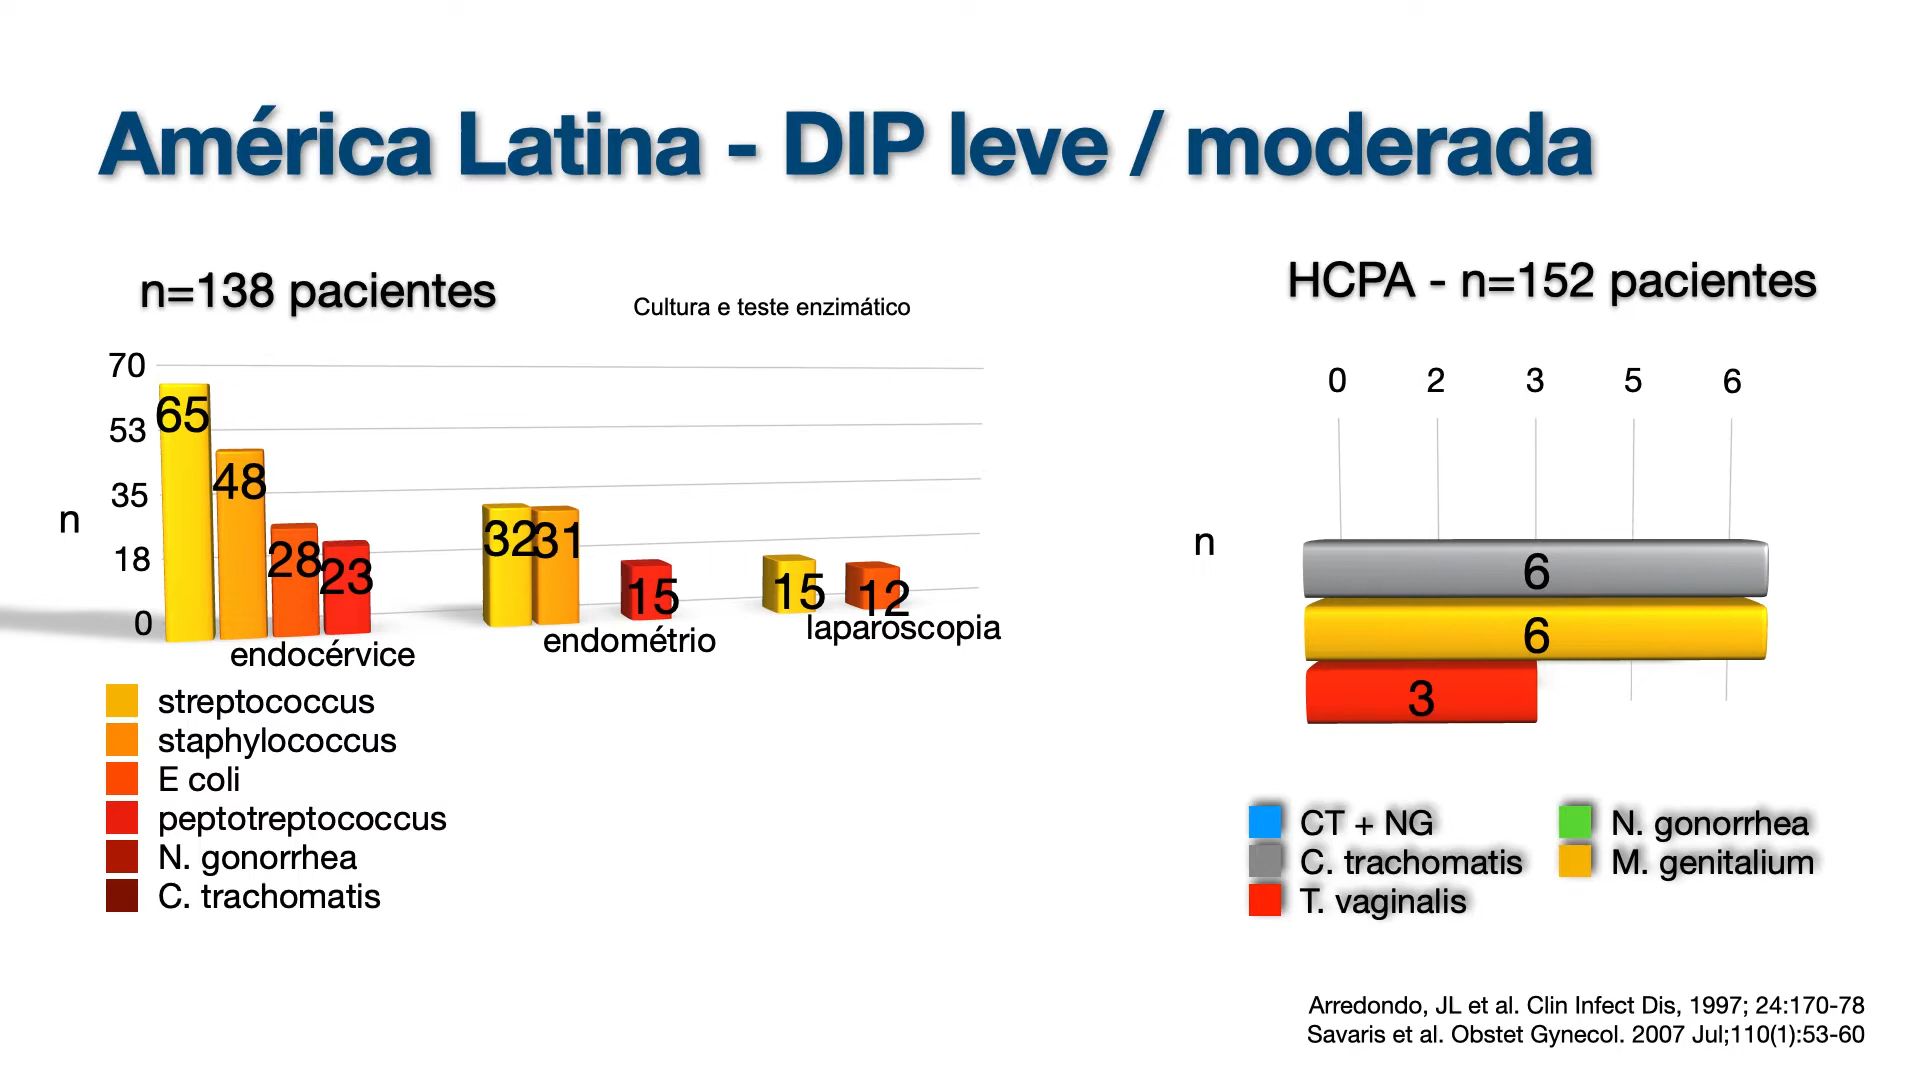 América Latina - DIP leve / moderada
n=138 pacientes
Cultura e teste enzimático
70
53
35
18
0
n
65
48
28
23
32
31
15
15
12
endocérvice
endométrio
laparoscopia
streptococcus
staphylococcus
E coli
peptotreptococcus
N. gonorrhea
C. trachomatis
HCPA - n=152 pacientes
0 2 3 5 6
n
6
6
3
CT + NG
N. gonorrhea
C. trachomatis
M. genitalium
T. vaginalis
Arredondo, JL et al. Clin Infect Dis, 1997; 24:170-78
Savaris et al. Obstet Gynecol. 2007 Jul;110(1):53-60